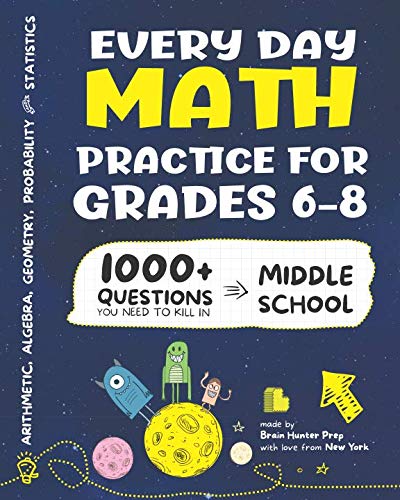 EVERY DAY
MATH
PRACTICE FOR
GRADES 6-8
1000+
QUESTIONS
YOU NEED TO KILL IN
MIDDLE
SCHOOL
ARITHMETIC, ALGEBRA, GEOMETRY, PROBABILITY and STATISTICS
made by
Brain Hunter Prep
with love from New York